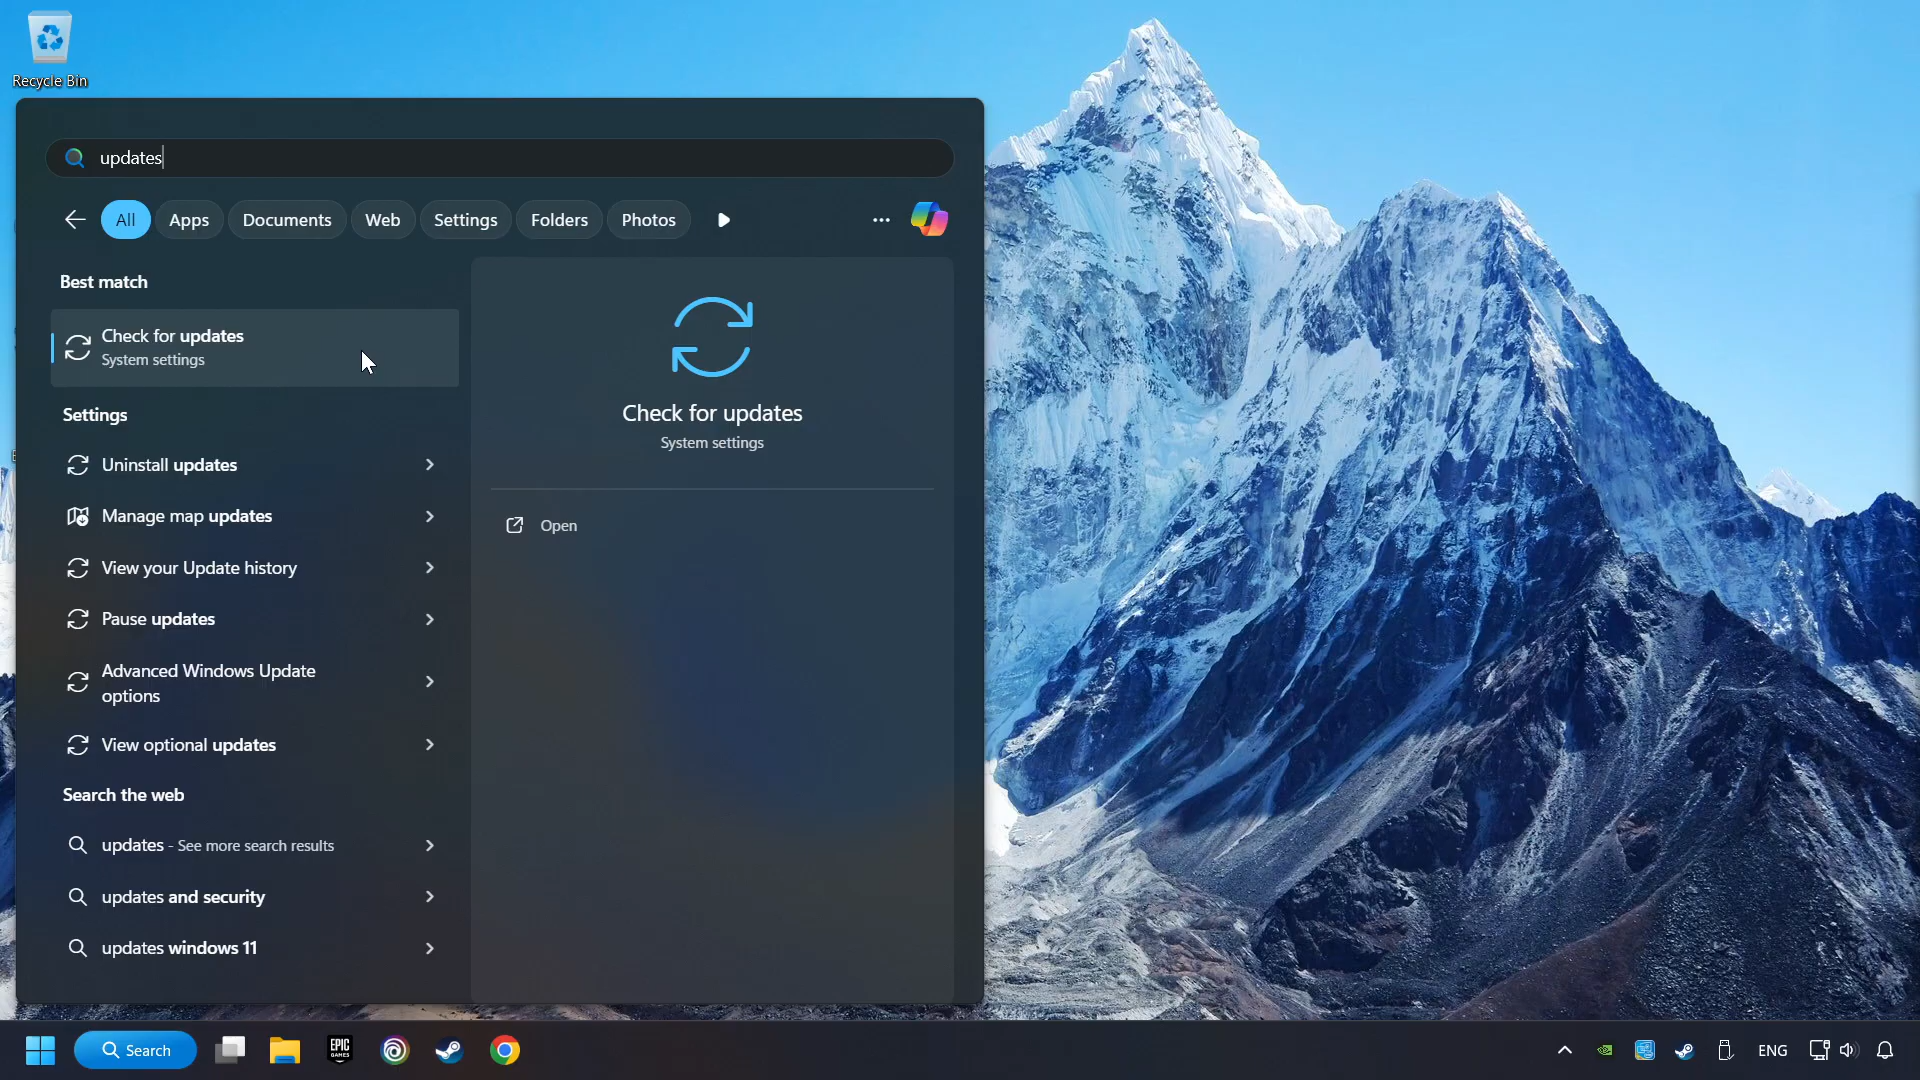 Recycle Bin
updates
All
Apps
Documents
Web
Settings
Folders
Photos
Best match
Check for updates
System settings
Settings
Uninstall updates
Manage map updates
View your Update history
Pause updates
Advanced Windows Update
options
View optional updates
Search the web
updates - See more search results
updates and security
updates windows 11
Check for updates
System settings
Open
Search
EPIC
GAMES
ENG